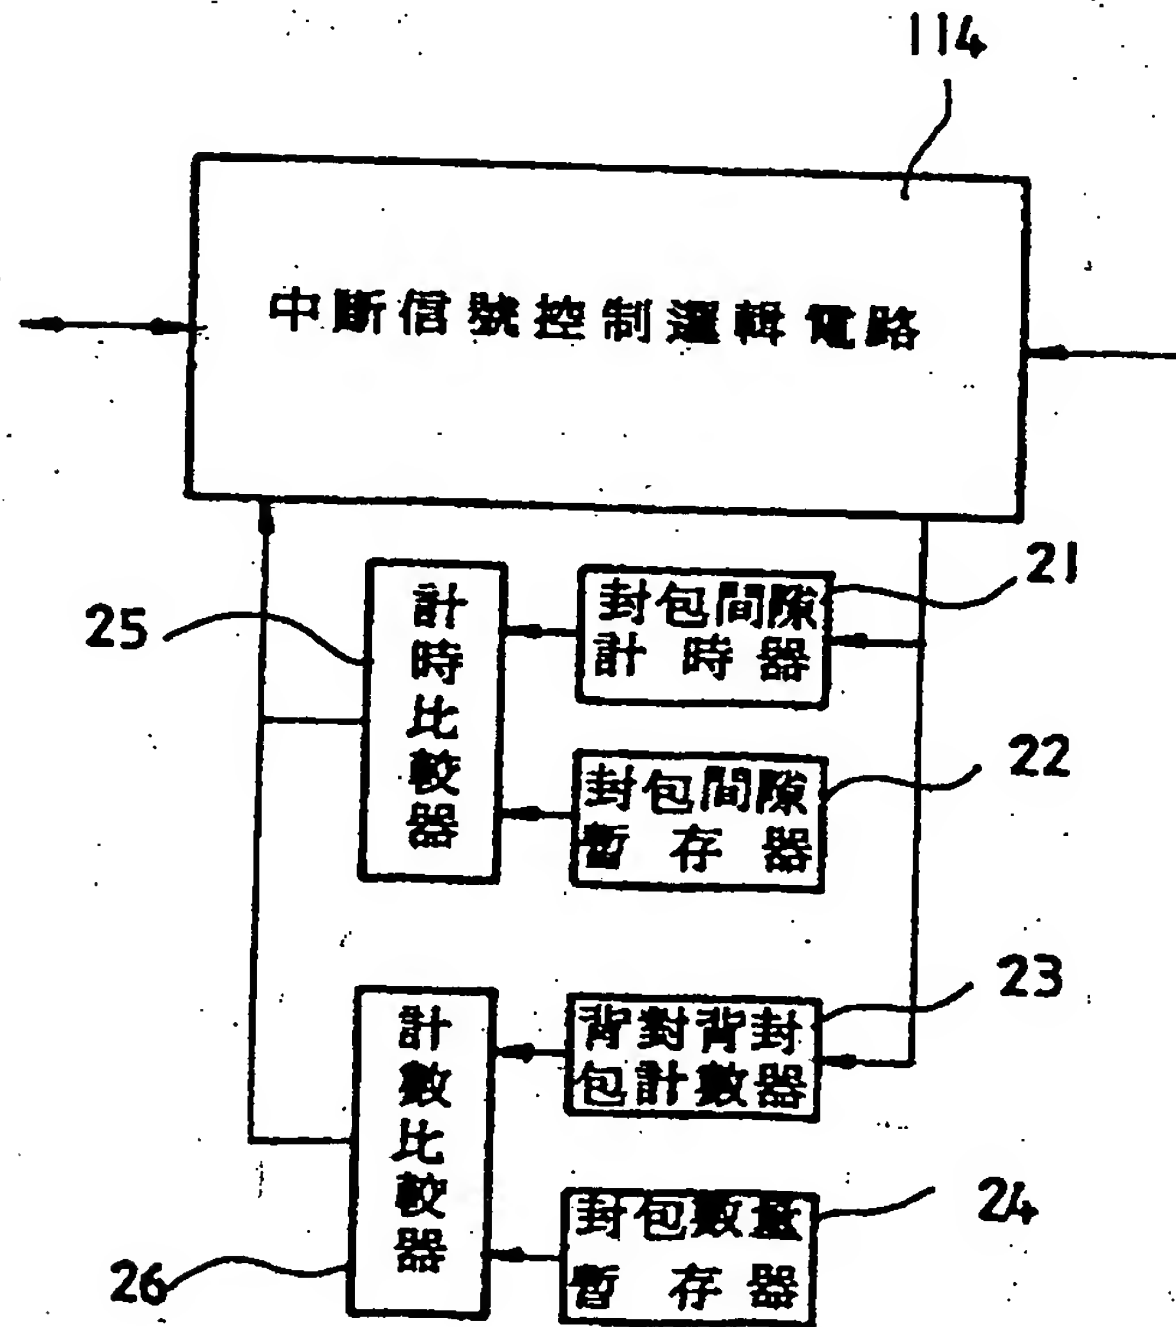 114
中斷信號控制邏輯電路
21
封包間隙
計時器
25
計時比較器
22
封包間隙
暫存器
23
背對背封
包計數器
計數比較器
24
封包數量
暫存器
26